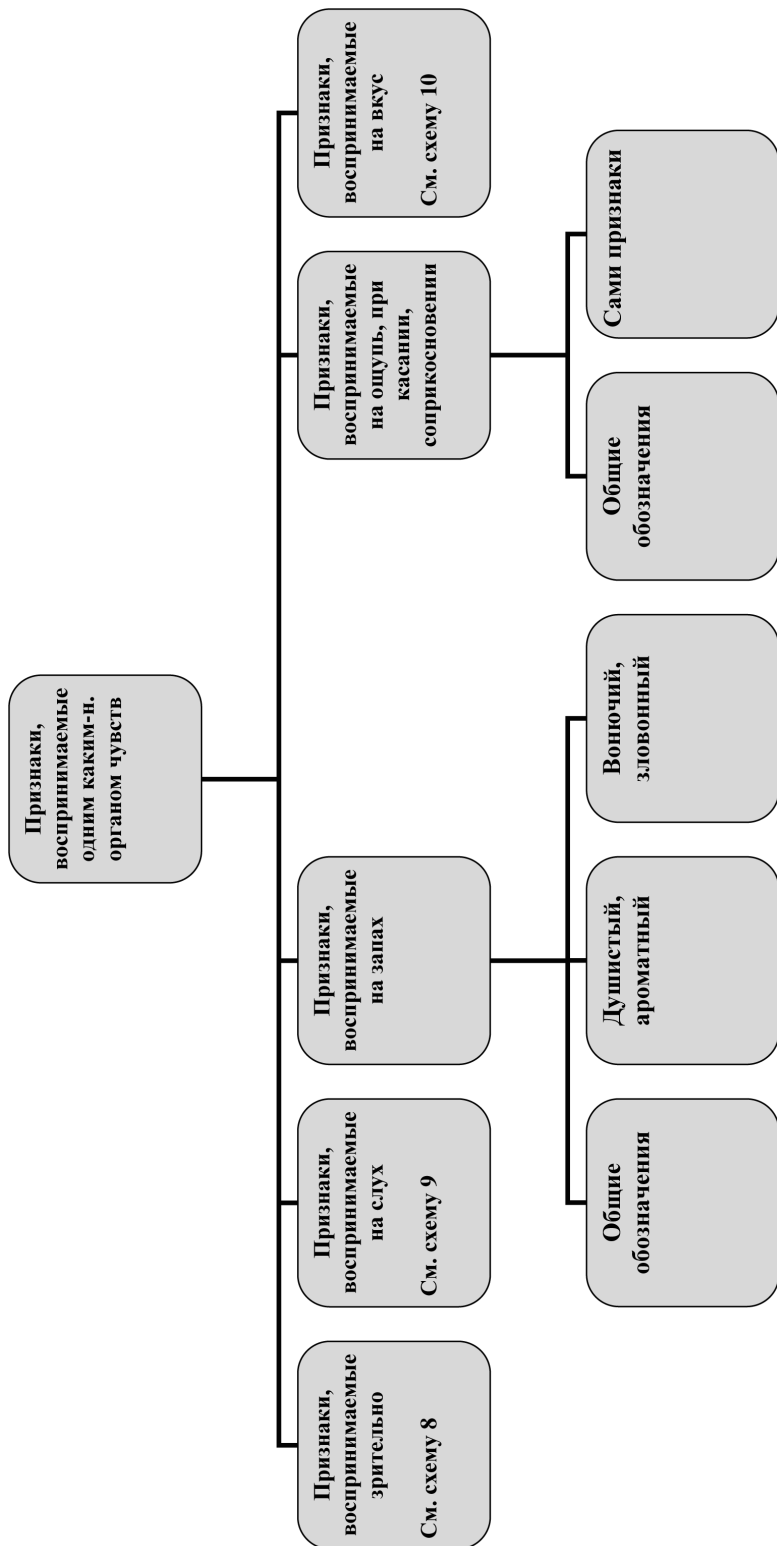 Признаки,
воспринимаемые
одним каким-н.
органом чувств
Признаки,
воспринимаемые
зрительно
См. схему 8
Признаки,
воспринимаемые
на слух
См. схему 9
Признаки,
воспринимаемые
на запах
Признаки,
воспринимаемые
на ощупь, при
касании,
соприкосновении
Признаки,
воспринимаемые
на вкус
См. схему 10
Общие
обозначения
Душистый,
ароматный
Вонючий,
зловонный
Общие
обозначения
Сами признаки